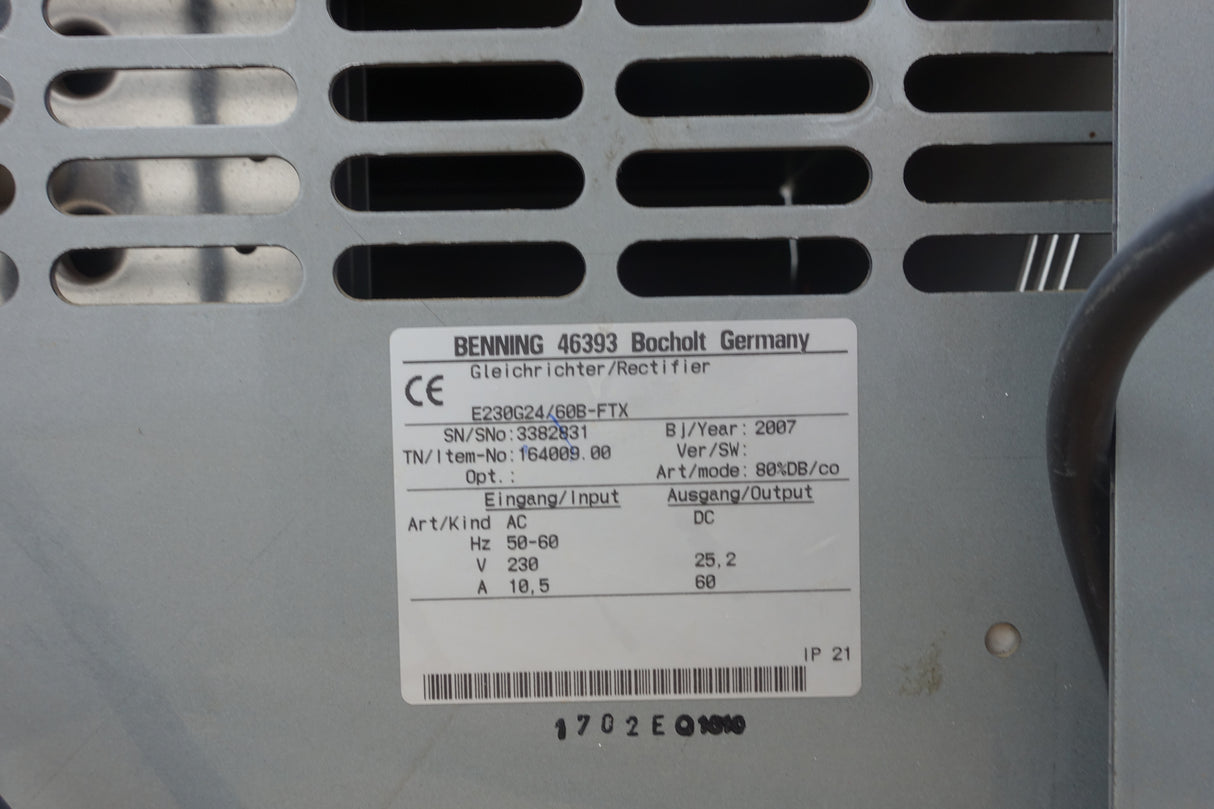 BENNING 46393 Bocholt Germany
Gleichrichter/Rectifier
CE
E230G24/60B-FTX
SN/SNo: 3382831 Bj/Year: 2007
TN/Item-No: 164009.00 Ver/SW:
Opt.: Art/mode: 80%DB/co
Eingang/Input Ausgang/Output
Art/Kind AC DC
Hz 50-60
V 230 25,2
A 10,5 60
IP 21
1702E